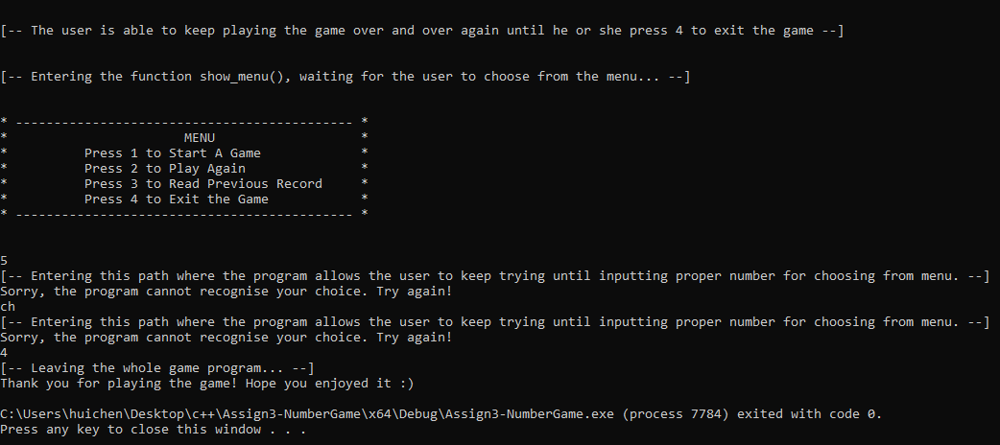 [-- The user is able to keep playing the game over and over again until he or she press 4 to exit the game --]
[-- Entering the function show_menu(), waiting for the user to choose from the menu... --]
* -------------------------------------------- *
*                       MENU                   *
*          Press 1 to Start A Game             *
*          Press 2 to Play Again               *
*          Press 3 to Read Previous Record     *
*          Press 4 to Exit the Game            *
* -------------------------------------------- *
5
[-- Entering this path where the program allows the user to keep trying until inputting proper number for choosing from menu. --]
Sorry, the program cannot recognise your choice. Try again!
ch
[-- Entering this path where the program allows the user to keep trying until inputting proper number for choosing from menu. --]
Sorry, the program cannot recognise your choice. Try again!
4
[-- Leaving the whole game program... --]
Thank you for playing the game! Hope you enjoyed it :)
C:\Users\huichen\Desktop\c++\Assign3-NumberGame\x64\Debug\Assign3-NumberGame.exe (process 7784) exited with code 0.
Press any key to close this window . . .